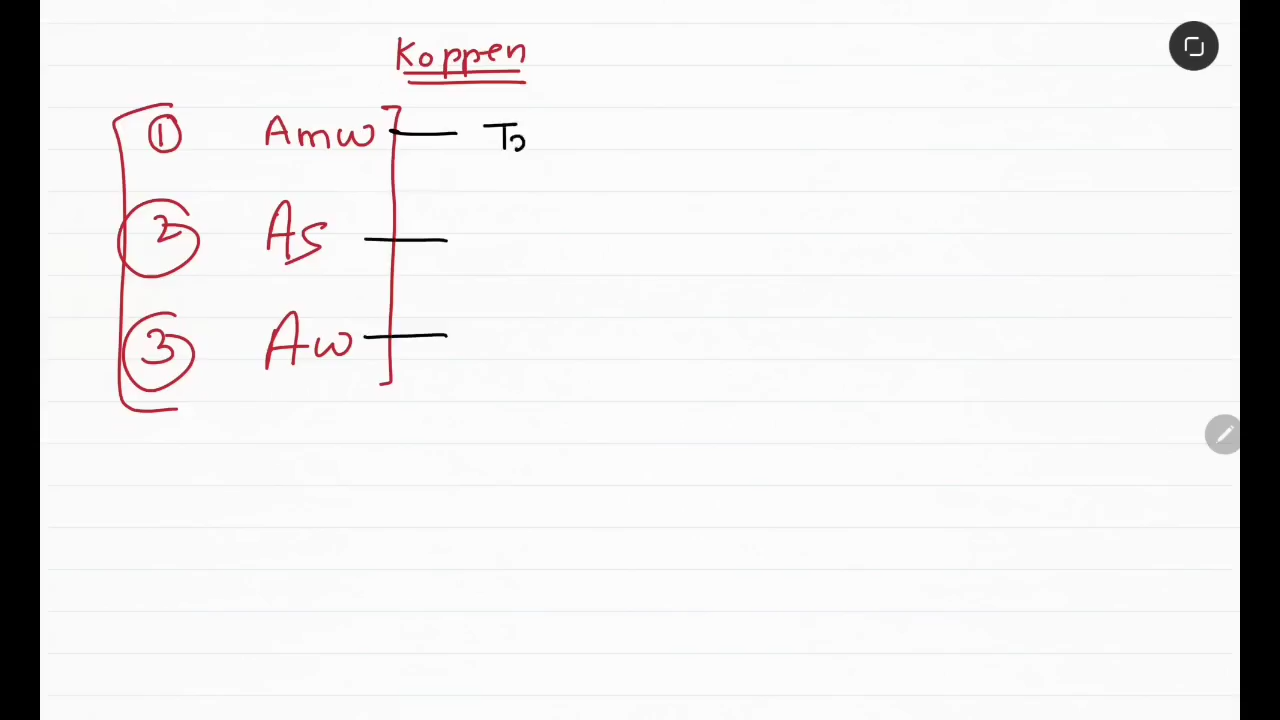 Koppen
① Amw — To
② As —
③ Aw —